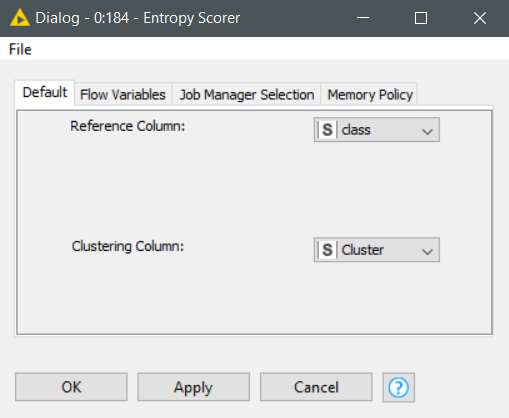 Dialog - 0:184 - Entropy Scorer
File
Default Flow Variables Job Manager Selection Memory Policy
Reference Column: S class
Clustering Column: S Cluster
OK Apply Cancel ?